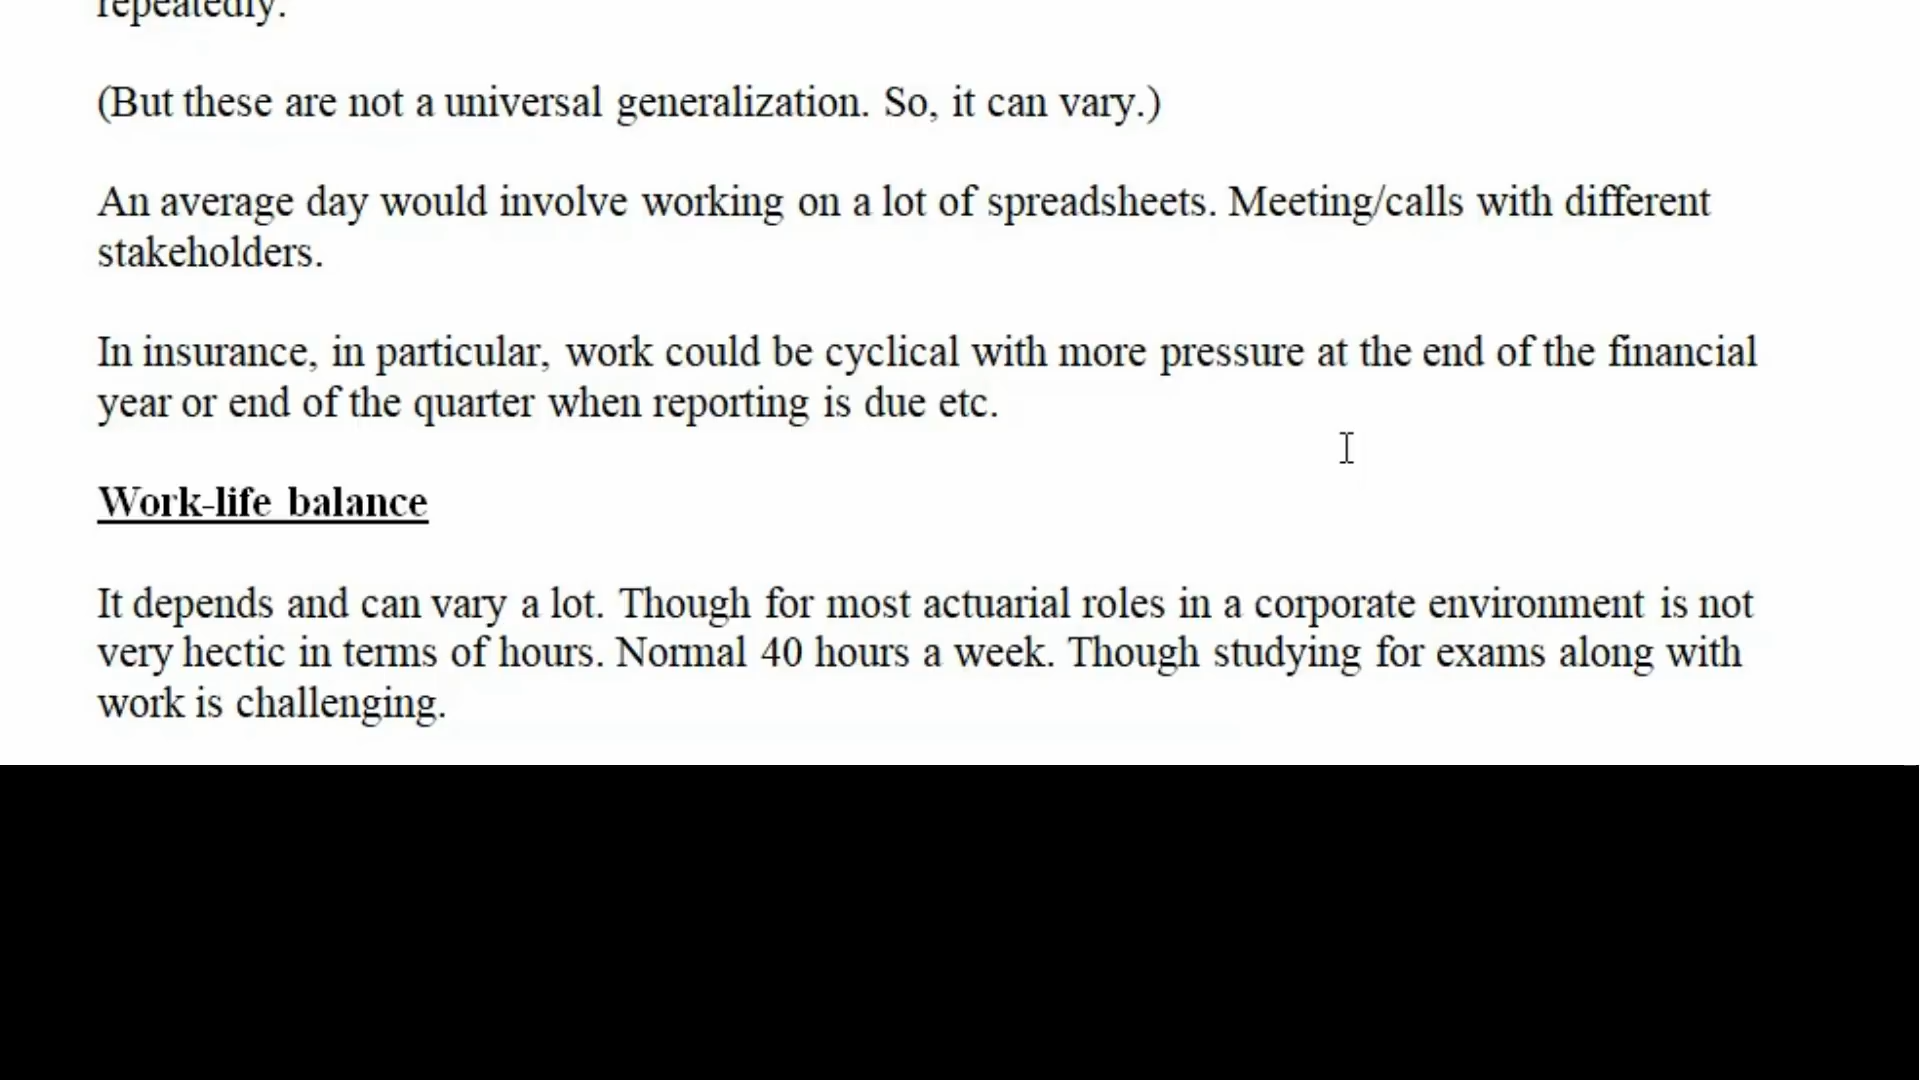 repeatedly.
(But these are not a universal generalization. So, it can vary.)
An average day would involve working on a lot of spreadsheets. Meeting/calls with different
stakeholders.
In insurance, in particular, work could be cyclical with more pressure at the end of the financial
year or end of the quarter when reporting is due etc.
Work-life balance
It depends and can vary a lot. Though for most actuarial roles in a corporate environment is not
very hectic in terms of hours. Normal 40 hours a week. Though studying for exams along with
work is challenging.